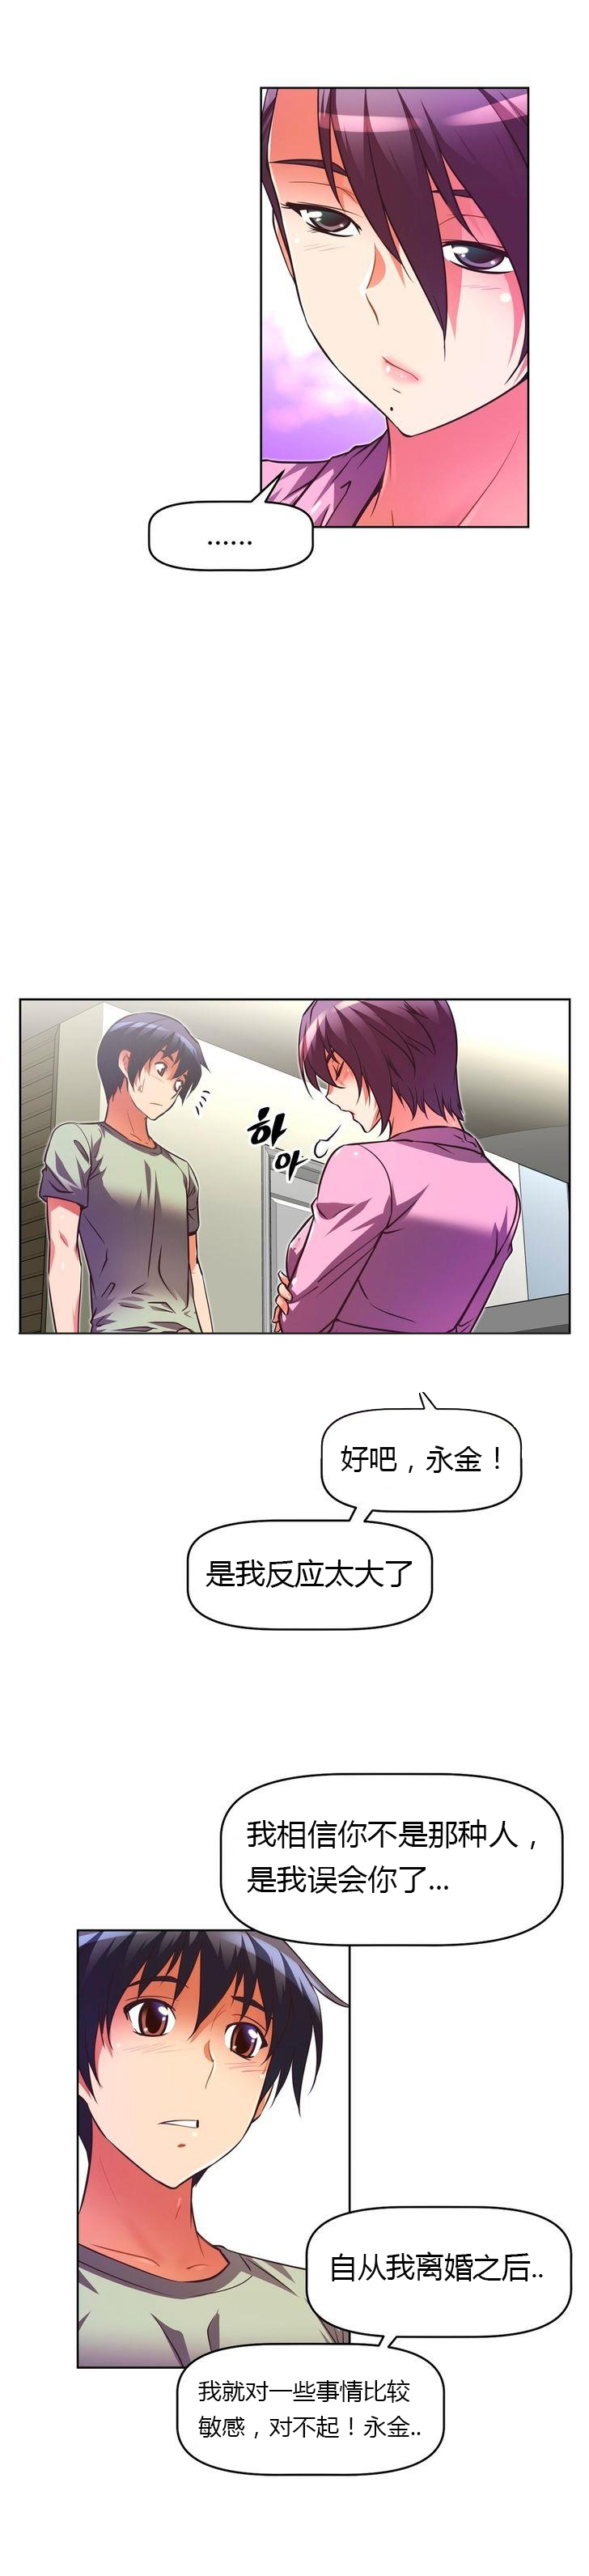 ......
하
아
好吧，永金！
是我反应太大了
我相信你不是那种人，
是我误会你了...
自从我离婚之后..
我就对一些事情比较
敏感，对不起！永金..